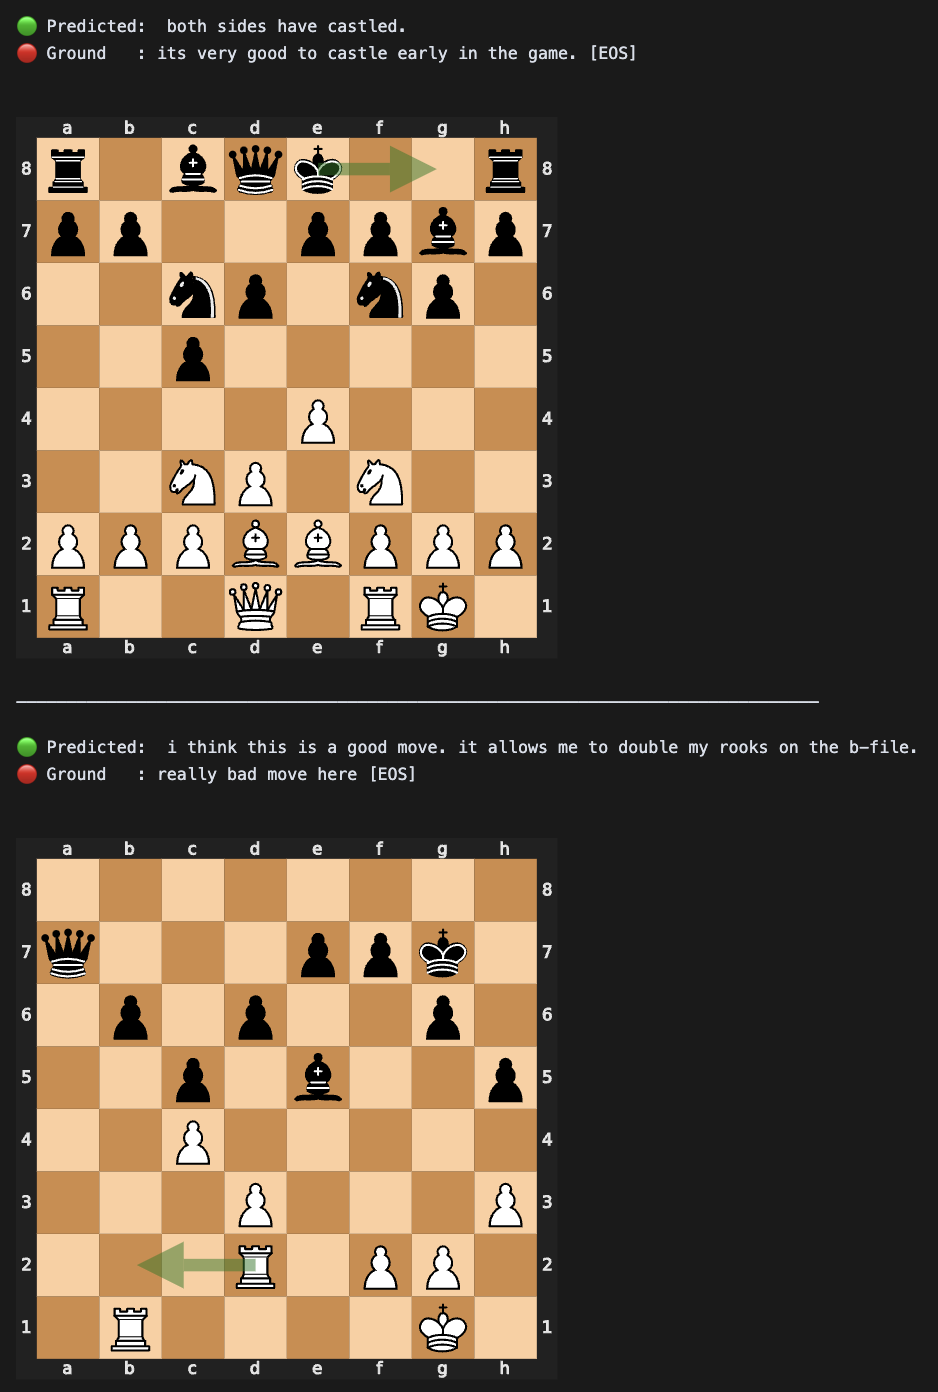 Predicted: both sides have castled.
Ground : its very good to castle early in the game. [EOS]
a b c d e f g h
8 8
7 7
6 6
5 5
4 4
3 3
2 2
1 1
a b c d e f g h
Predicted: i think this is a good move. it allows me to double my rooks on the b-file.
Ground : really bad move here [EOS]
a b c d e f g h
8 8
7 7
6 6
5 5
4 4
3 3
2 2
1 1
a b c d e f g h